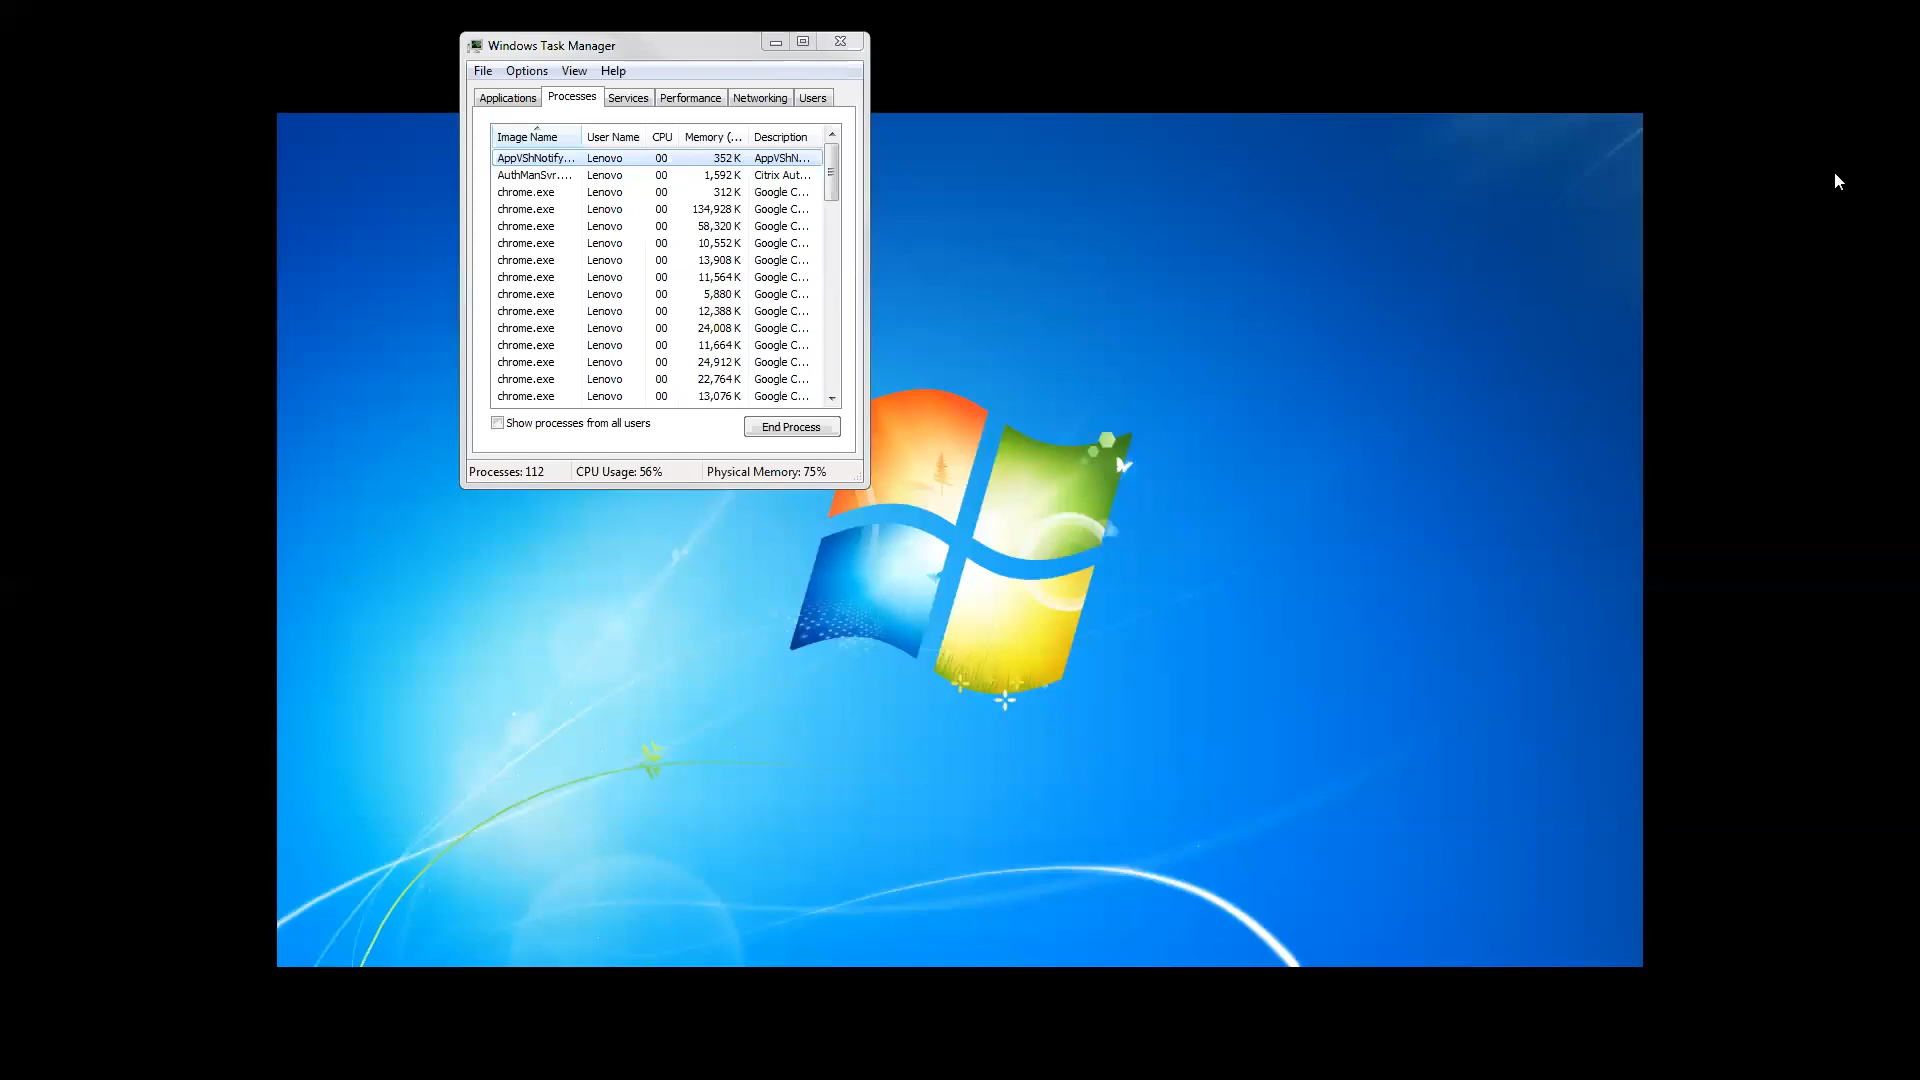 Windows Task Manager
File Options View Help
Applications Processes Services Performance Networking Users
Image Name User Name CPU Memory (... Description
AppVShNotify... Lenovo 00 352 K AppVShN...
AuthManSvr.... Lenovo 00 1,592 K Citrix Aut...
chrome.exe Lenovo 00 312 K Google C...
chrome.exe Lenovo 00 134,928 K Google C...
chrome.exe Lenovo 00 58,320 K Google C...
chrome.exe Lenovo 00 10,552 K Google C...
chrome.exe Lenovo 00 13,908 K Google C...
chrome.exe Lenovo 00 11,564 K Google C...
chrome.exe Lenovo 00 5,880 K Google C...
chrome.exe Lenovo 00 12,388 K Google C...
chrome.exe Lenovo 00 24,008 K Google C...
chrome.exe Lenovo 00 11,664 K Google C...
chrome.exe Lenovo 00 24,912 K Google C...
chrome.exe Lenovo 00 22,764 K Google C...
chrome.exe Lenovo 00 13,076 K Google C...
Show processes from all users End Process
Processes: 112 CPU Usage: 56% Physical Memory: 75%